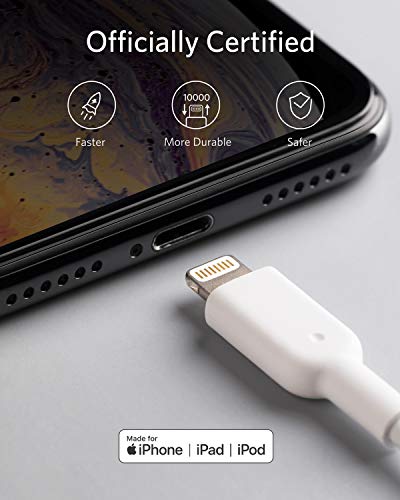 Officially Certified
10000
Faster
More Durable
Safer
Made for
iPhone | iPad | iPod